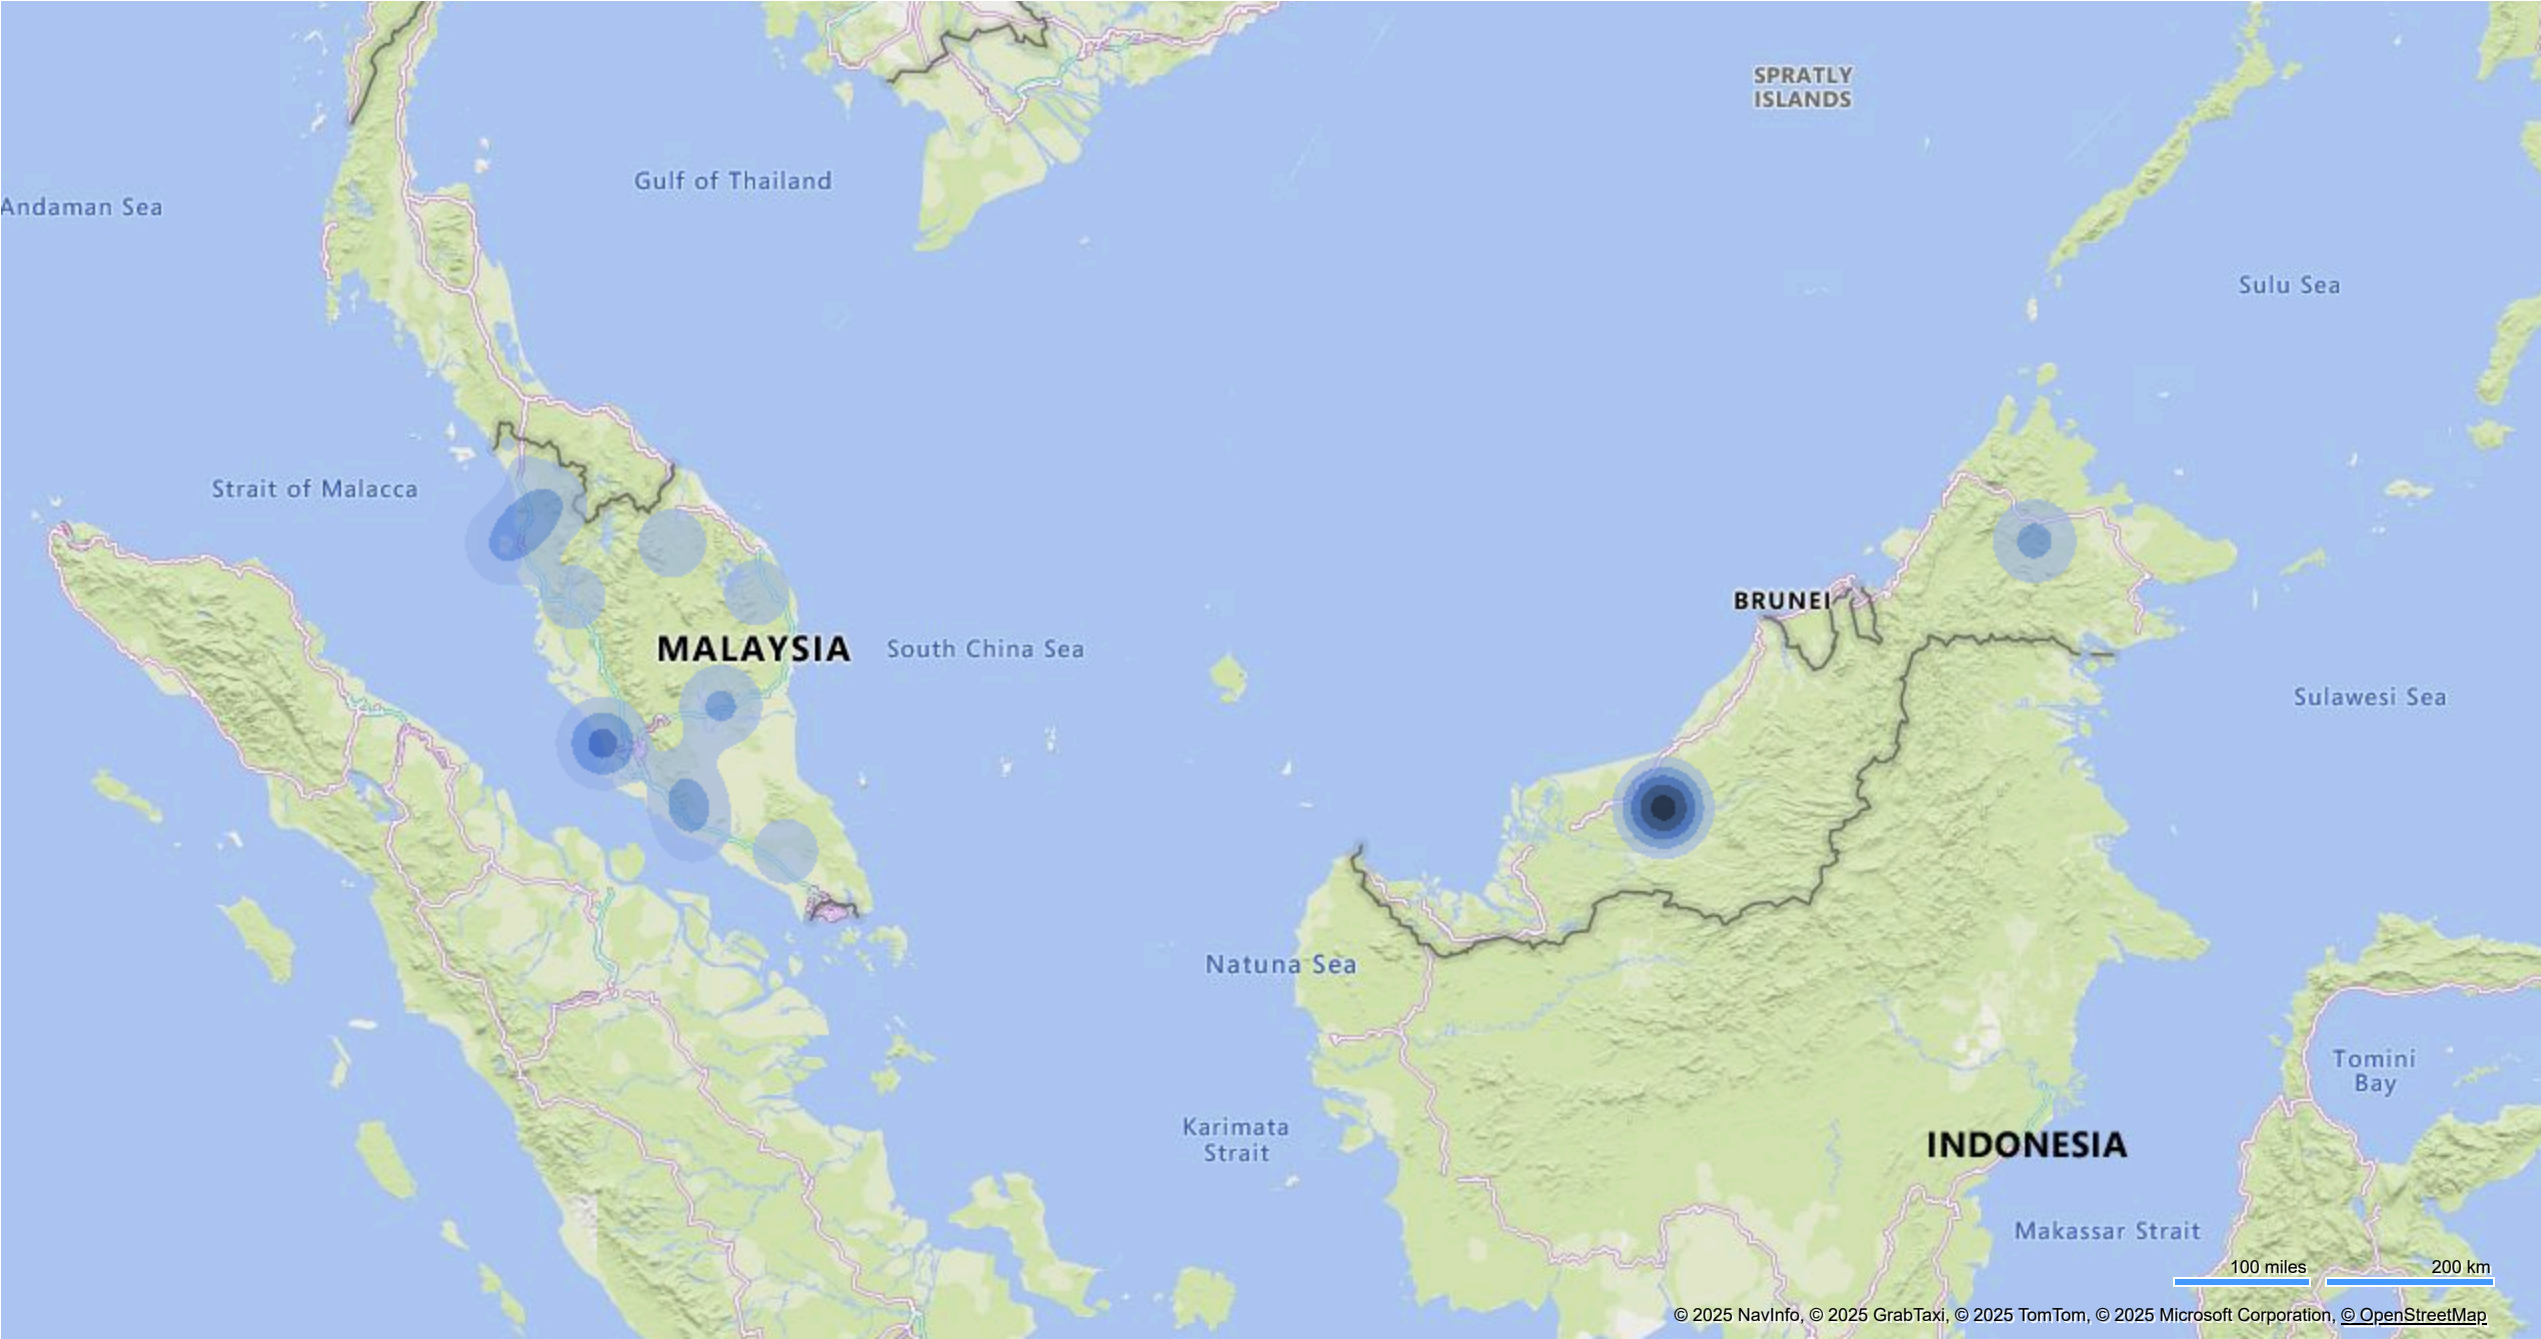 SPRATLY
ISLANDS
Gulf of Thailand
Andaman Sea
Sulu Sea
Strait of Malacca
BRUNEI
MALAYSIA
South China Sea
Sulawesi Sea
Natuna Sea
Tomini
Bay
Karimata
Strait
INDONESIA
Makassar Strait
100 miles
200 km
© 2025 NavInfo, © 2025 GrabTaxi, © 2025 TomTom, © 2025 Microsoft Corporation, © OpenStreetMap